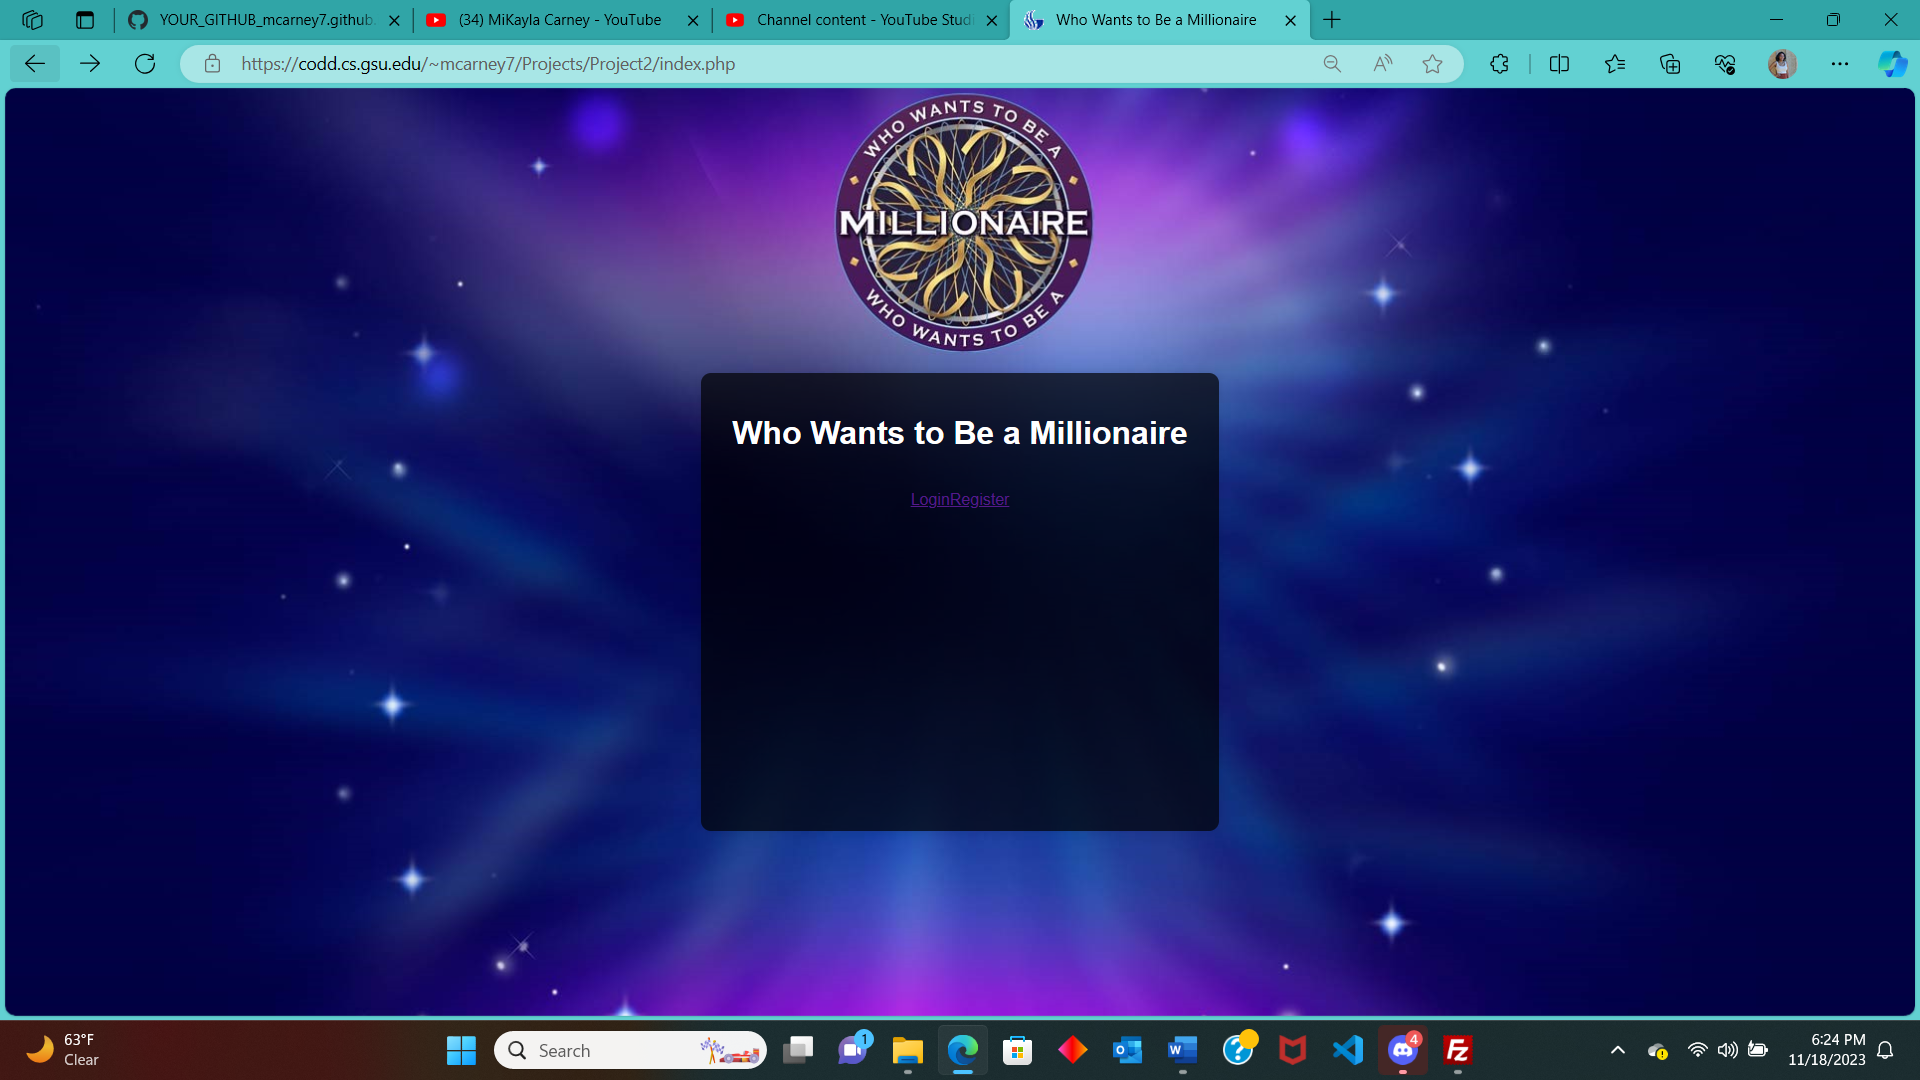 YOUR_GITHUB_mcarney7.github.
(34) MiKayla Carney - YouTube
Channel content - YouTube Studi
Who Wants to Be a Millionaire
https://codd.cs.gsu.edu/~mcarney7/Projects/Project2/index.php
WHO WANTS TO BE A
MILLIONAIRE
WHO WANTS TO BE A
Who Wants to Be a Millionaire
LoginRegister
63°F
Clear
Search
1
4
6:24 PM
11/18/2023